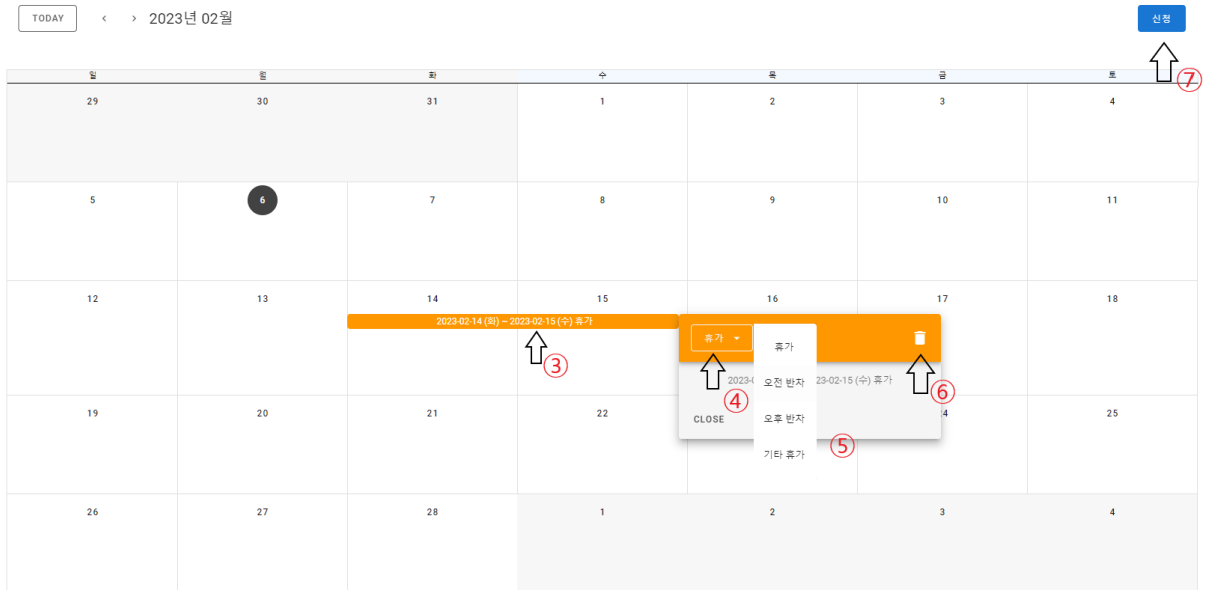 TODAY ‹ › 2023년 02월 신청
⑦
일 월 화 수 목 금 토
29 30 31 1 2 3 4
5 6 7 8 9 10 11
12 13 14 15 16 17 18
2023-02-14 (화) ~ 2023-02-15 (수) 휴가
③
휴가
④
휴가
오전 반차
오후 반차
기타 휴가
⑤
⑥
23-02-15 (수) 휴가
CLOSE
19 20 21 22 25
26 27 28 1 2 3 4